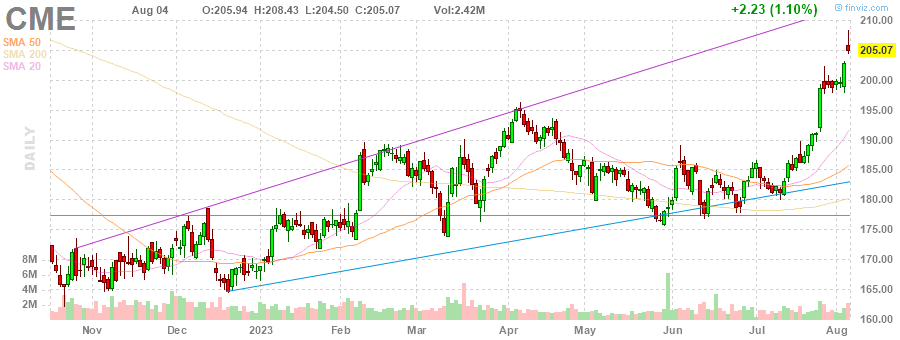 CME Aug 04 O:205.94 H:208.43 L:204.50 C:205.07 Vol:2.42M +2.23 (1.10%) © finviz.com
SMA 50
SMA 200
SMA 20
DAILY
210.00
205.07
200.00
195.00
190.00
185.00
180.00
175.00
170.00
165.00
160.00
8M
6M
4M
2M
Nov Dec 2023 Feb Mar Apr May Jun Jul Aug